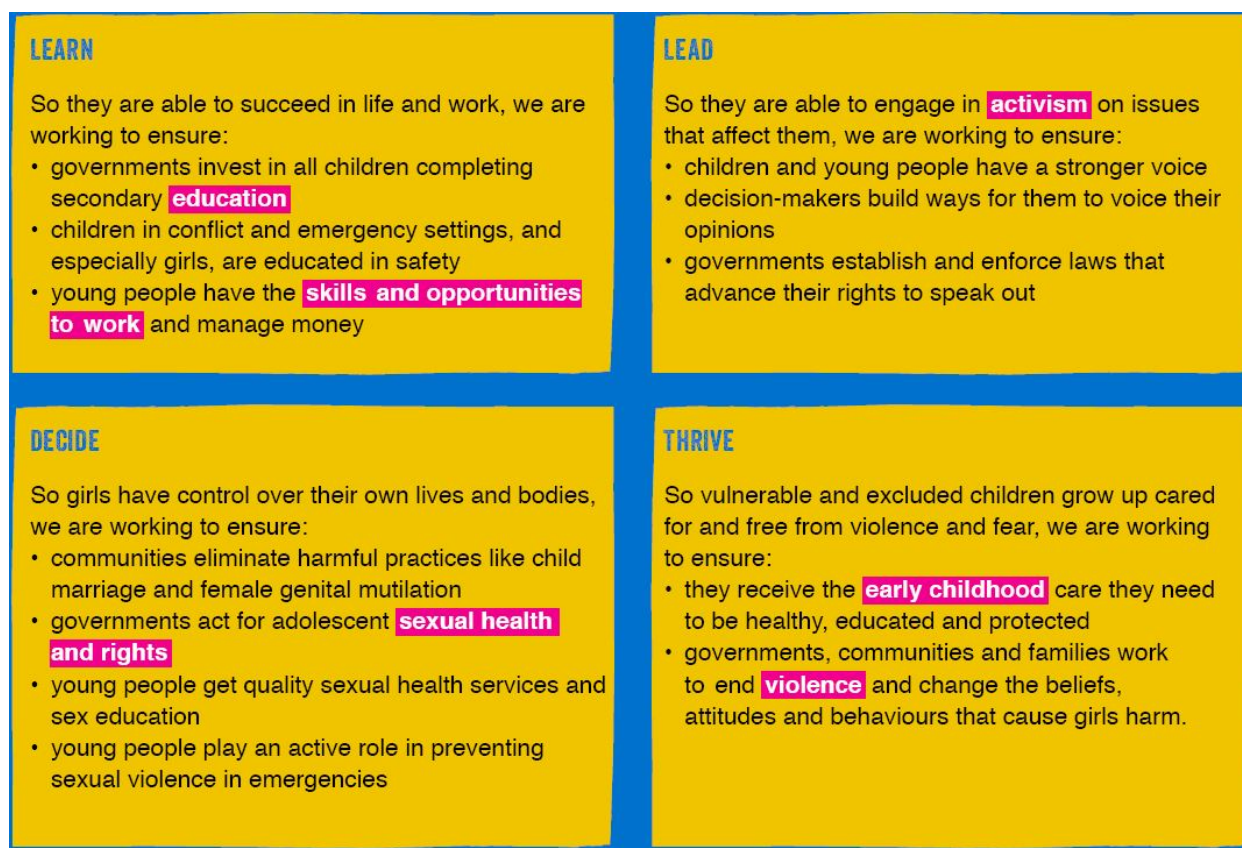 LEARN
So they are able to succeed in life and work, we are
working to ensure:
• governments invest in all children completing
secondary education
• children in conflict and emergency settings, and
especially girls, are educated in safety
• young people have the skills and opportunities
to work and manage money
LEAD
So they are able to engage in activism on issues
that affect them, we are working to ensure:
• children and young people have a stronger voice
• decision-makers build ways for them to voice their
opinions
• governments establish and enforce laws that
advance their rights to speak out
DECIDE
So girls have control over their own lives and bodies,
we are working to ensure:
• communities eliminate harmful practices like child
marriage and female genital mutilation
• governments act for adolescent sexual health
and rights
• young people get quality sexual health services and
sex education
• young people play an active role in preventing
sexual violence in emergencies
THRIVE
So vulnerable and excluded children grow up cared
for and free from violence and fear, we are working
to ensure:
• they receive the early childhood care they need
to be healthy, educated and protected
• governments, communities and families work
to end violence and change the beliefs,
attitudes and behaviours that cause girls harm.